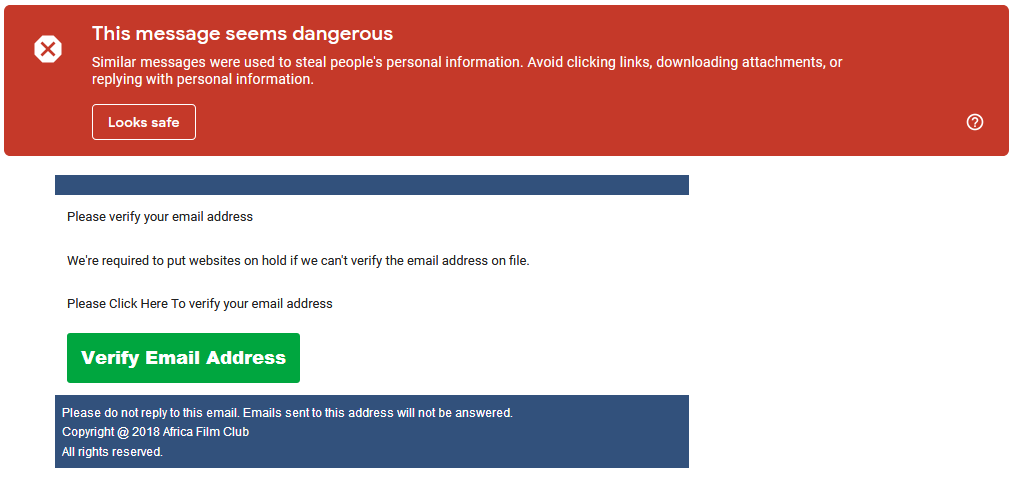 This message seems dangerous
Similar messages were used to steal people's personal information. Avoid clicking links, downloading attachments, or
replying with personal information.
Looks safe
Please verify your email address
We're required to put websites on hold if we can't verify the email address on file.
Please Click Here To verify your email address
Verify Email Address
Please do not reply to this email. Emails sent to this address will not be answered.
Copyright @ 2018 Africa Film Club
All rights reserved.